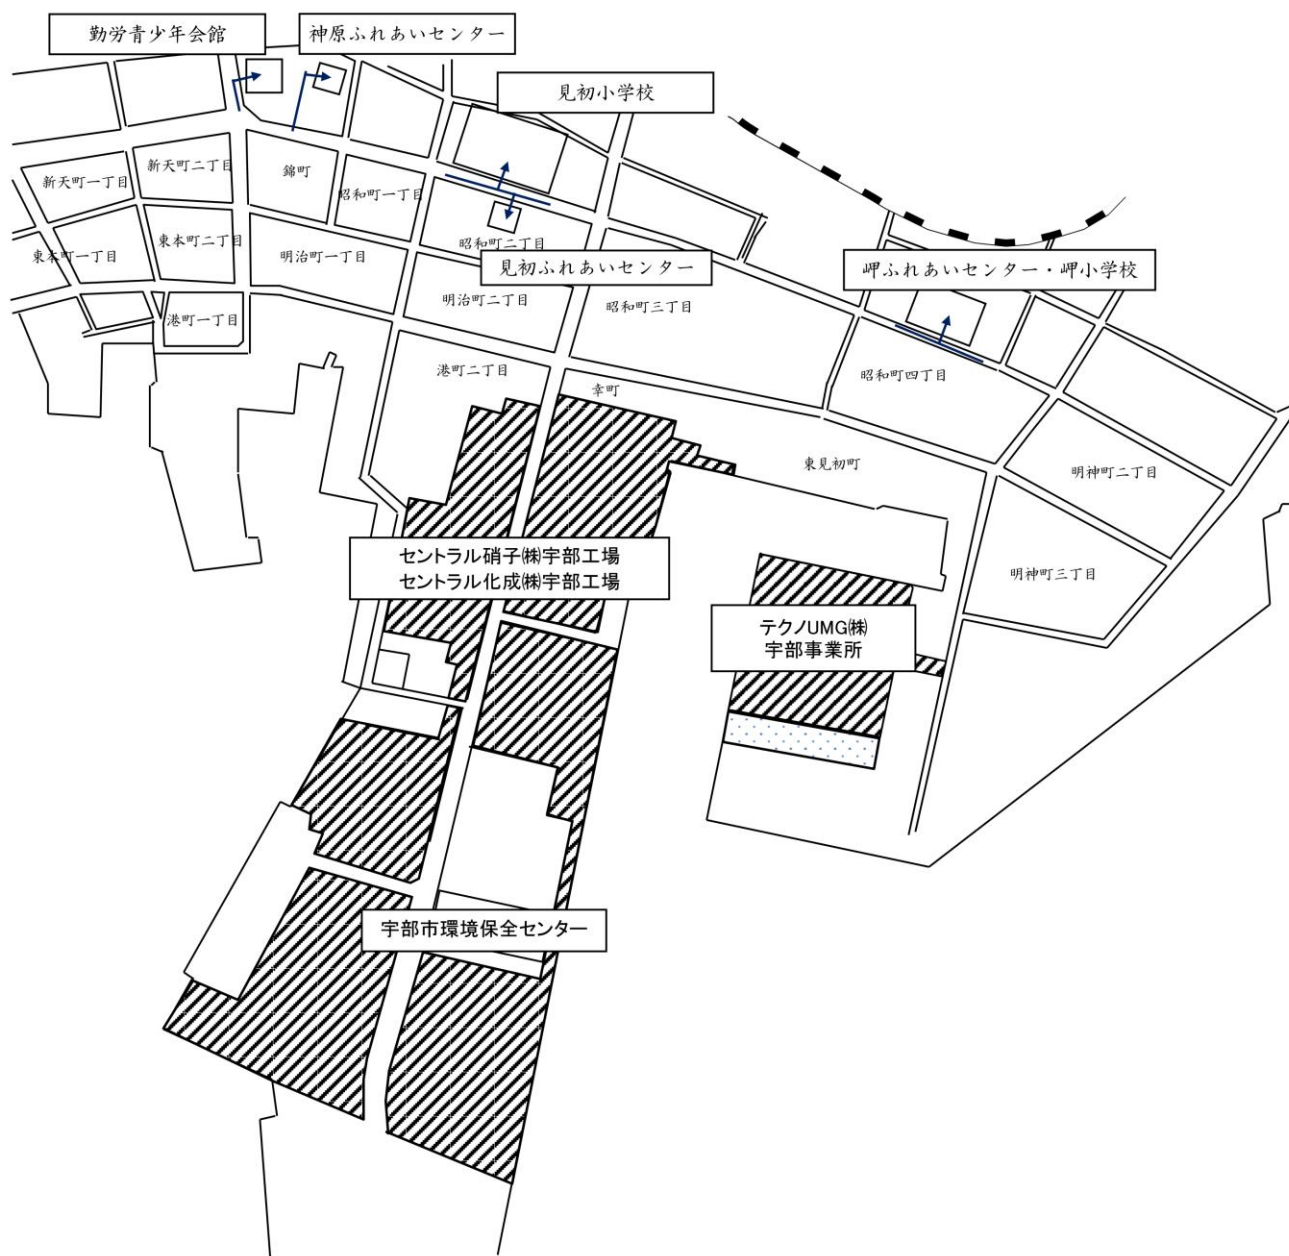 勤労青少年会館
神原ふれあいセンター
見初小学校
新天町一丁目
新天町二丁目
錦町
昭和町一丁目
東本町一丁目
東本町二丁目
明治町一丁目
昭和町二丁目
見初ふれあいセンター
岬ふれあいセンター・岬小学校
港町一丁目
明治町二丁目
昭和町三丁目
港町二丁目
幸町
昭和町四丁目
東見初町
明神町二丁目
セントラル硝子㈱宇部工場
セントラル化成㈱宇部工場
明神町三丁目
テクノUMG㈱
宇部事業所
宇部市環境保全センター